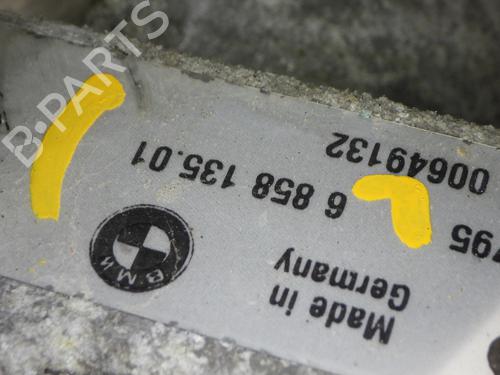 B-PARTS
Made in
Germany
BMW
6 858 135.01
795
00649132